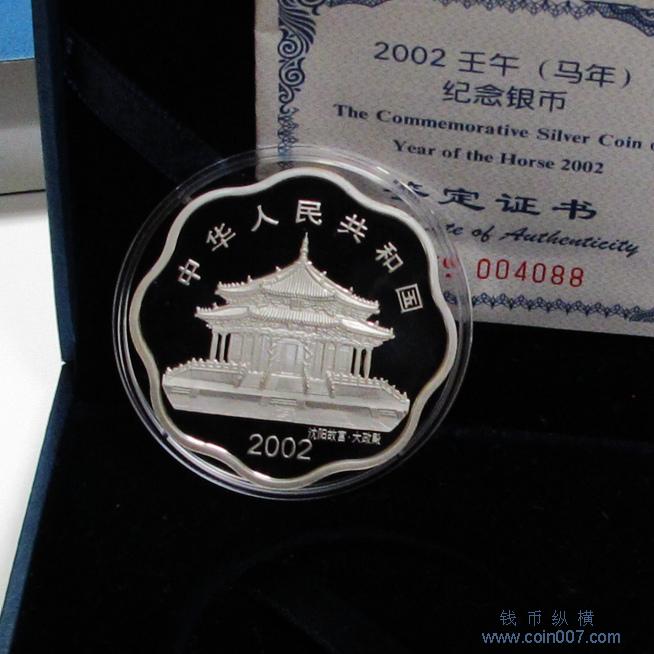 2002 壬午（马年）
纪念银币
The Commemorative Silver Coin
Year of the Horse 2002
鉴定证书
of Authenticity
004088
中华人民共和国
沈阳故宫·大政殿
2002
钱币纵横
www.coin007.com